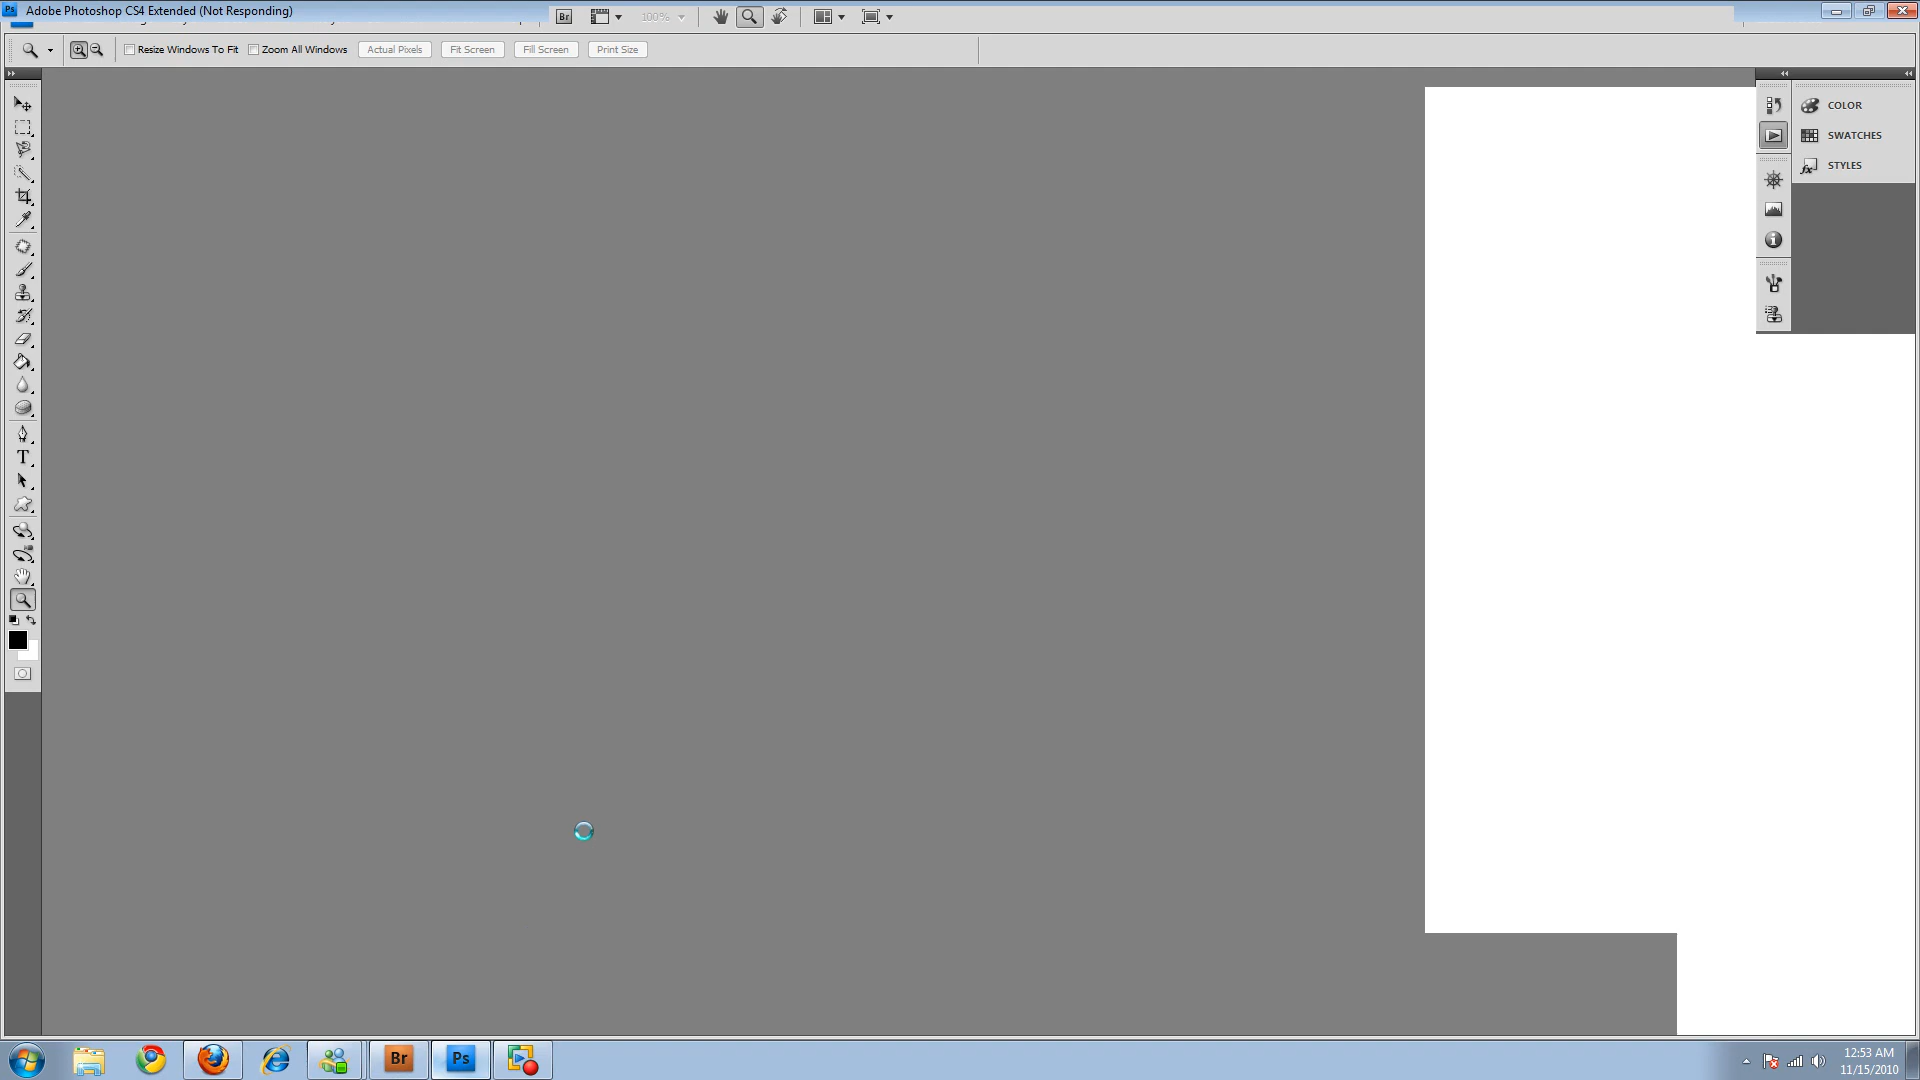 Ps Adobe Photoshop CS4 Extended (Not Responding)
Br 100%
Resize Windows To Fit Zoom All Windows Actual Pixels Fit Screen Fill Screen Print Size
COLOR
SWATCHES
STYLES
T
Br Ps
12:53 AM
11/15/2010